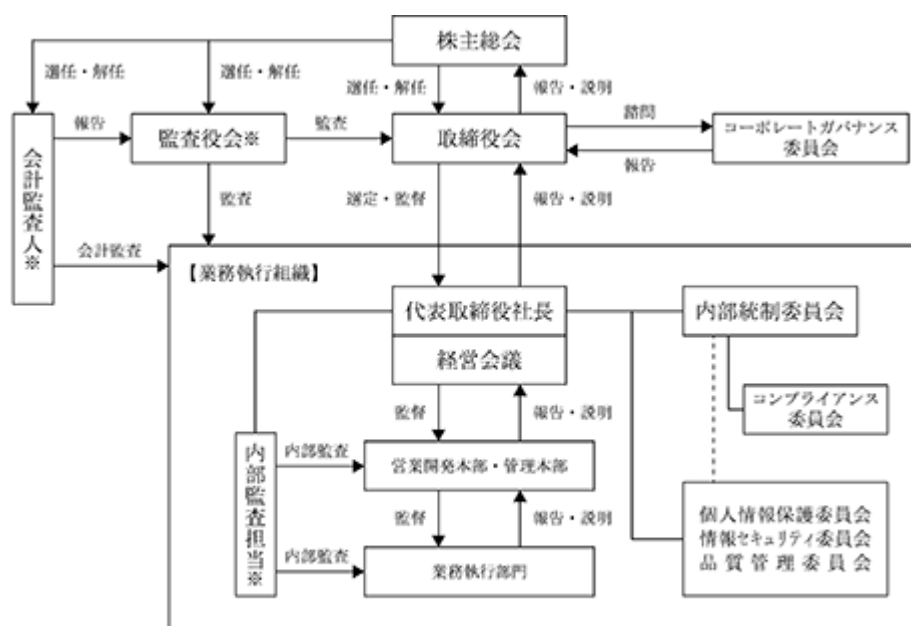 株主総会
選任・解任
選任・解任
選任・解任
報告・説明
報告
監査役会※
監査
取締役会
諮問
報告
コーポレートガバナンス
委員会
会計監査人※
監査
選定・監督
報告・説明
会計監査
【業務執行組織】
代表取締役社長
経営会議
内部統制委員会
コンプライアンス
委員会
監督
報告・説明
内部監査担当※
内部監査
営業開発本部・管理本部
監督
報告・説明
内部監査
業務執行部門
個人情報保護委員会
情報セキュリティ委員会
品質管理委員会